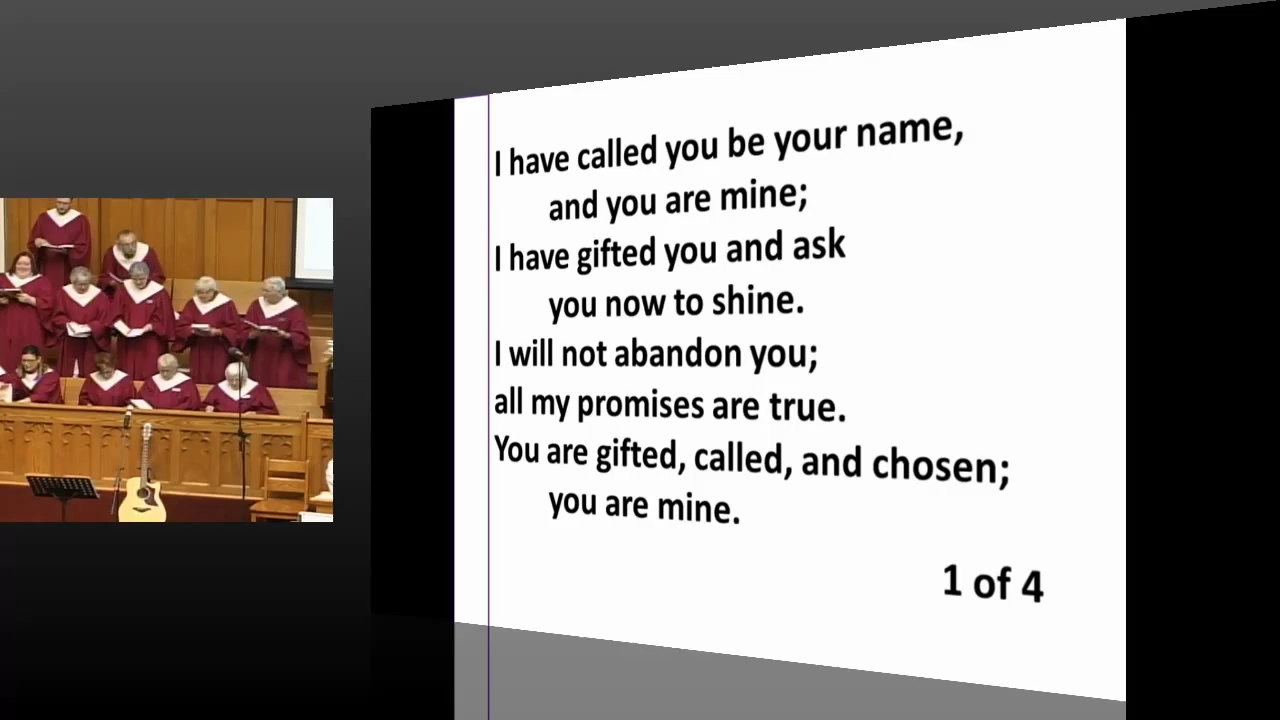 I have called you be your name,
and you are mine;
I have gifted you and ask
you now to shine.
I will not abandon you;
all my promises are true.
You are gifted, called, and chosen;
you are mine.
1 of 4